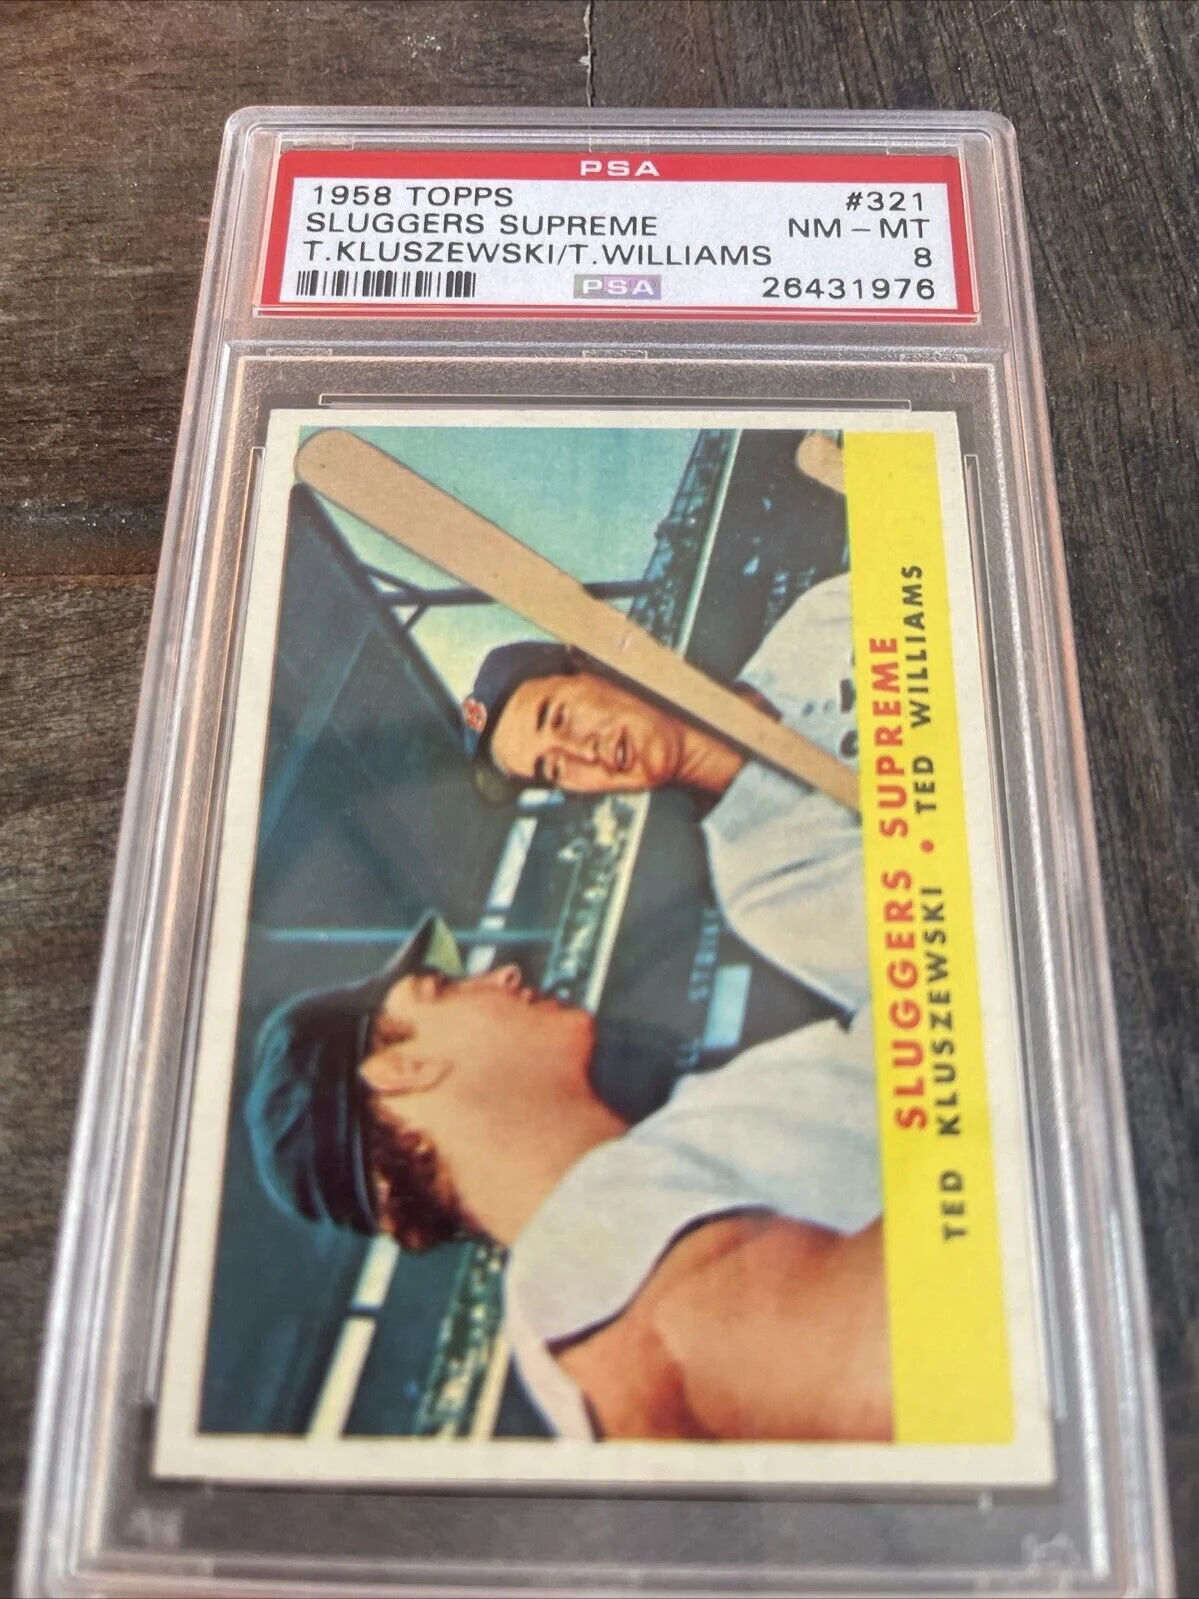 PSA
1958 TOPPS #321
SLUGGERS SUPREME NM - MT
T.KLUSZEWSKI/T.WILLIAMS 8
PSA 26431976
SLUGGERS SUPREME
TED KLUSZEWSKI • TED WILLIAMS
STRIKE